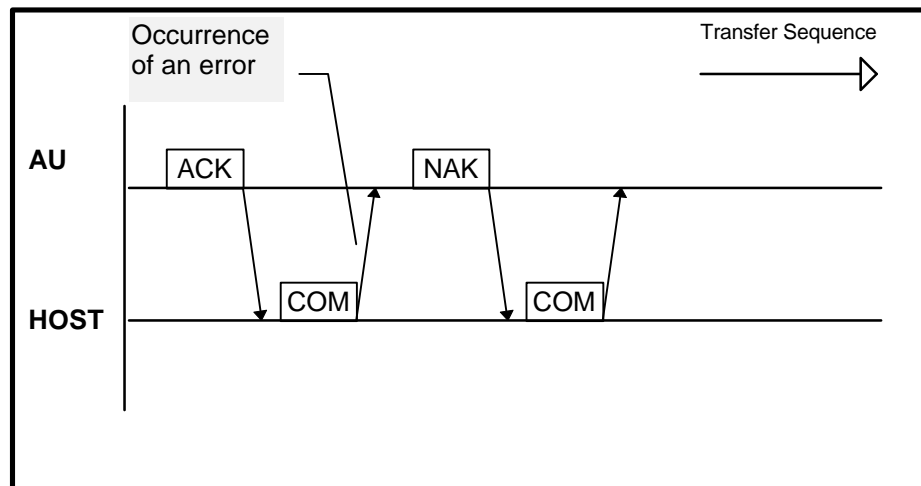 Occurrence
of an error
Transfer Sequence
AU
ACK
NAK
HOST
COM
COM